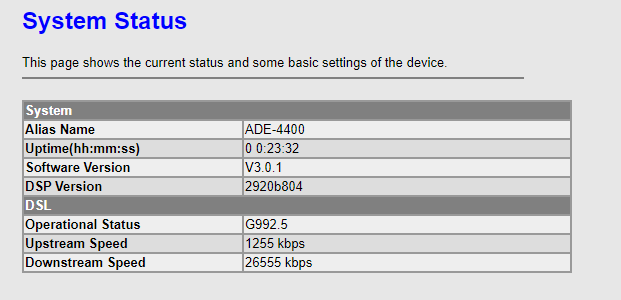 System Status
This page shows the current status and some basic settings of the device.
System
Alias Name ADE-4400
Uptime(hh:mm:ss) 0 0:23:32
Software Version V3.0.1
DSP Version 2920b804
DSL
Operational Status G992.5
Upstream Speed 1255 kbps
Downstream Speed 26555 kbps